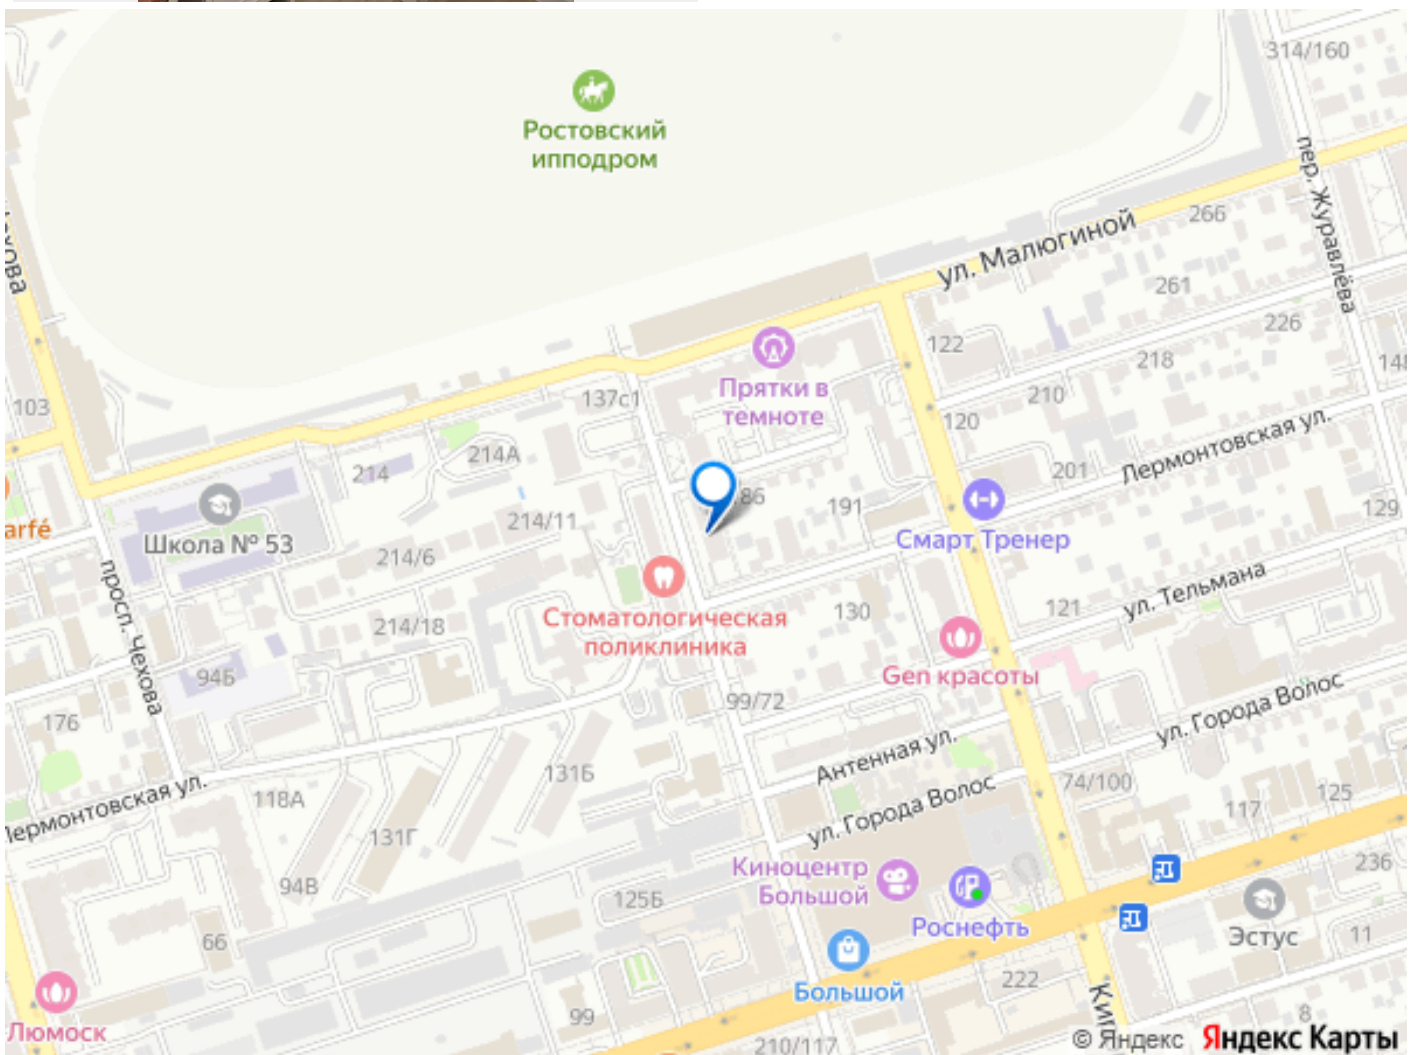 314/160
Ростовский
ипподром
пер. Журавлёва
266
ул. Малюгиной
261
226
122
218
137с1
210
Прятки в
темноте
103
120
Лермонтовская ул.
214А
201
214
86
191
129
214/11
Школа № 53
Смарт Тренер
214/6
просп. Чехова
ул. Тельмана
Стоматологическая
поликлиника
130
121
214/18
94Б
Gen красоты
176
99/72
ул. Города Волос
Антенная ул.
131Б
74/100
118А
Лермонтовская ул.
ул. Города Волос
117
125
131Г
Киноцентр
Большой
236
94В
125Б
Роснефть
66
Эстус
11
222
Большой
99
8
Люмоск
210/117
© Яндекс Яндекс Карты